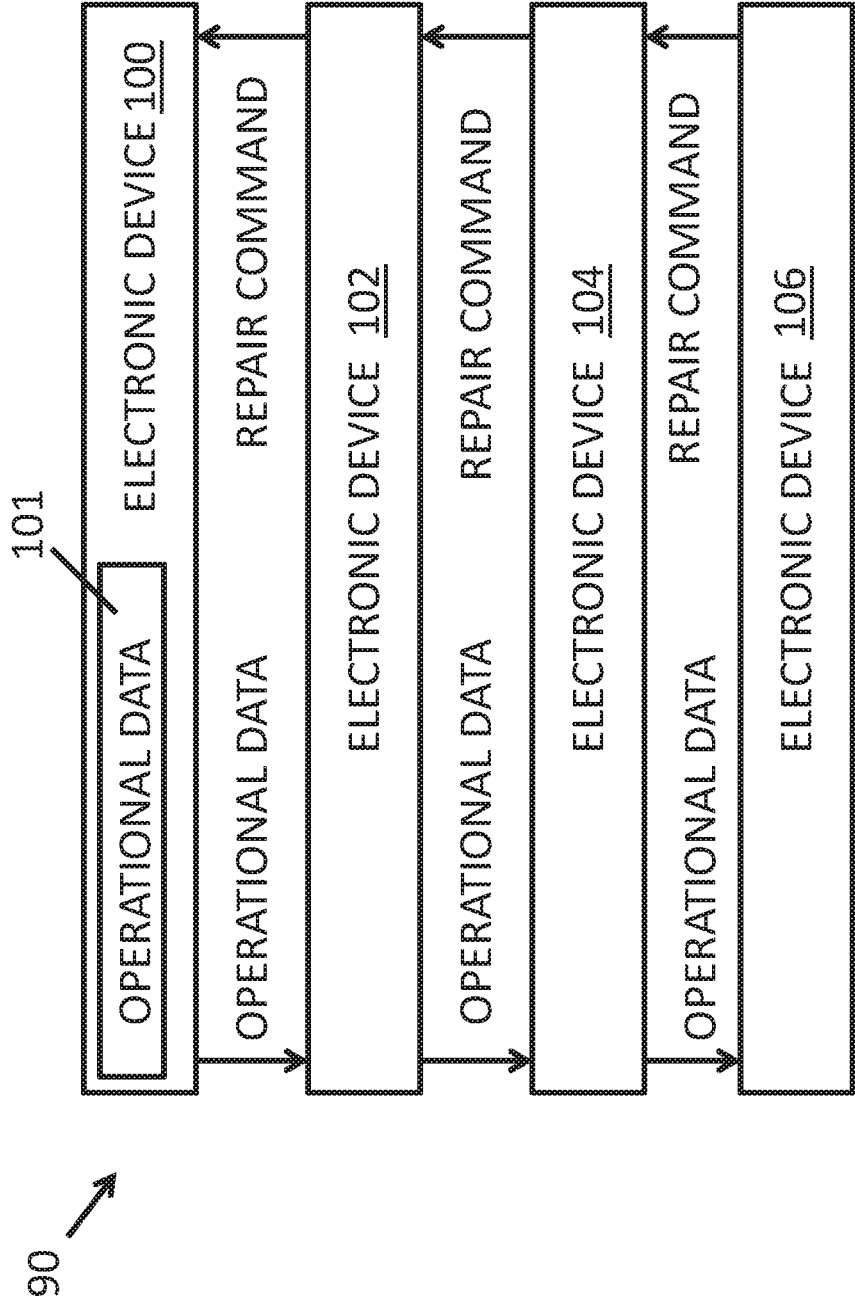 90
101
OPERATIONAL DATA
ELECTRONIC DEVICE 100
OPERATIONAL DATA
REPAIR COMMAND
ELECTRONIC DEVICE 102
OPERATIONAL DATA
REPAIR COMMAND
ELECTRONIC DEVICE 104
OPERATIONAL DATA
REPAIR COMMAND
ELECTRONIC DEVICE 106